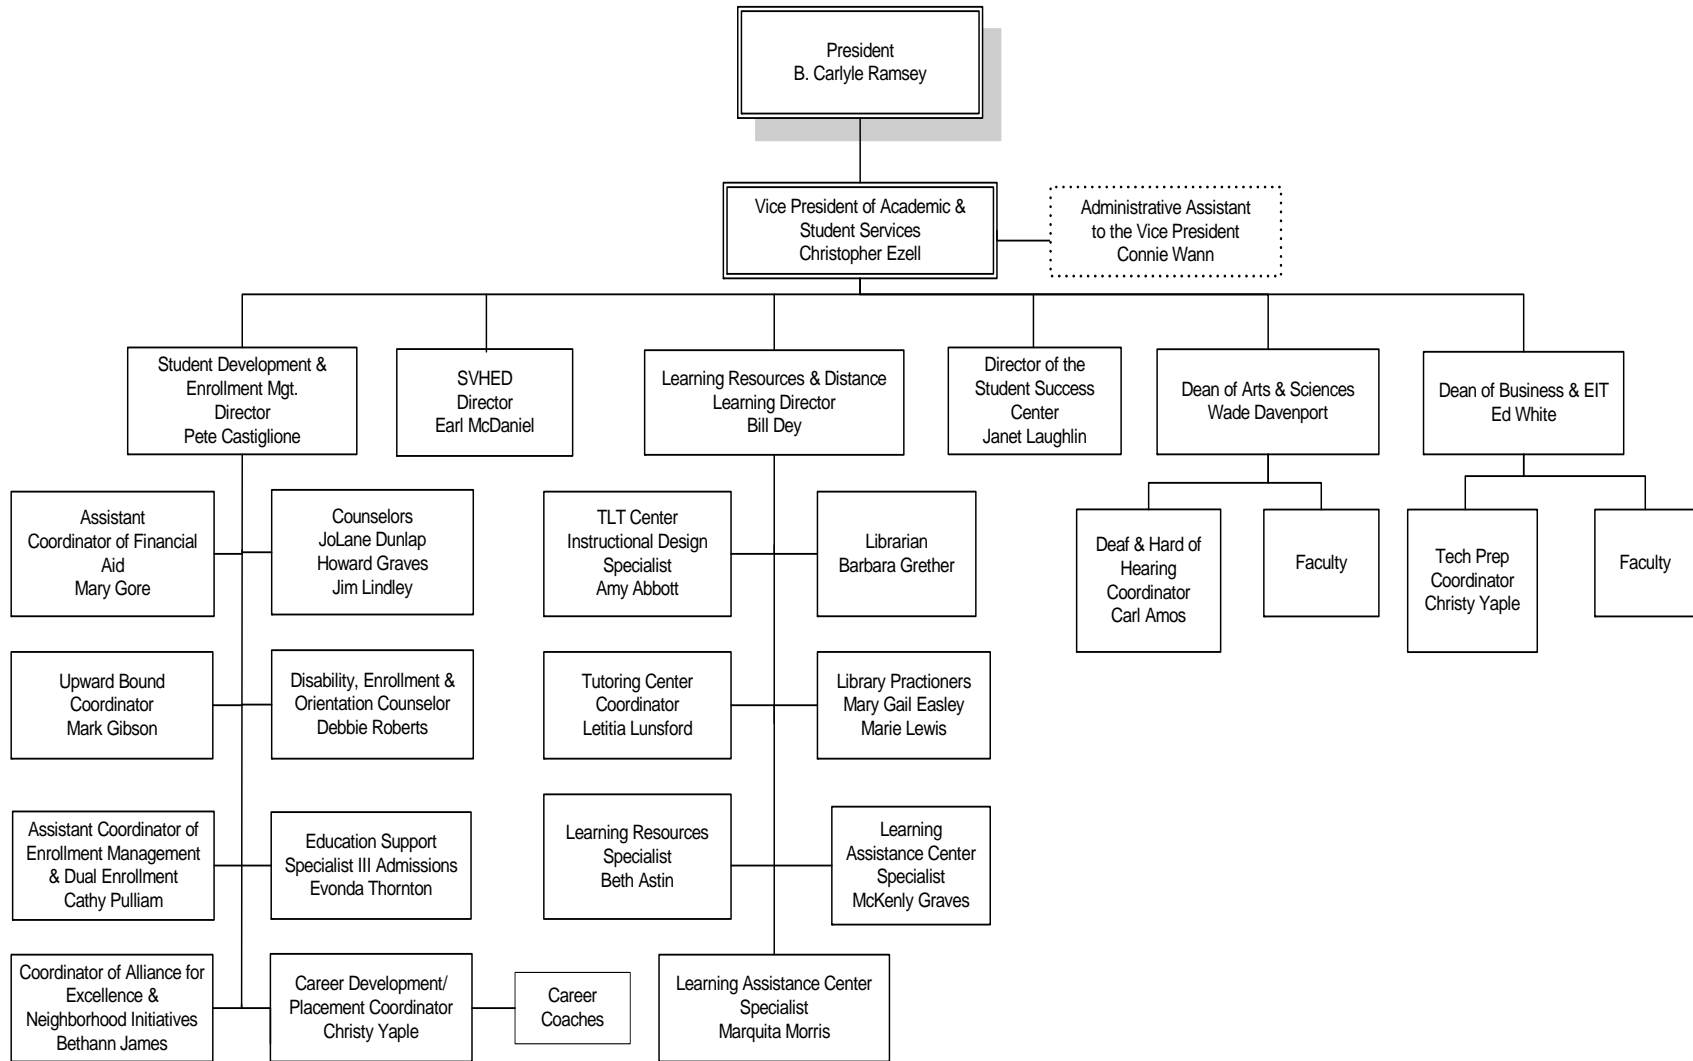 President
B. Carlyle Ramsey
Vice President of Academic &
Student Services
Christopher Ezell
Administrative Assistant
to the Vice President
Connie Wann
Student Development &
Enrollment Mgt.
Director
Pete Castiglione
SVHED
Director
Earl McDaniel
Learning Resources & Distance
Learning Director
Bill Dey
Director of the
Student Success
Center
Janet Laughlin
Dean of Arts & Sciences
Wade Davenport
Dean of Business & EIT
Ed White
Assistant
Coordinator of Financial
Aid
Mary Gore
Counselors
JoLane Dunlap
Howard Graves
Jim Lindley
TLT Center
Instructional Design
Specialist
Amy Abbott
Librarian
Barbara Grether
Deaf & Hard of
Hearing
Coordinator
Carl Amos
Faculty
Tech Prep
Coordinator
Christy Yaple
Faculty
Upward Bound
Coordinator
Mark Gibson
Disability, Enrollment &
Orientation Counselor
Debbie Roberts
Tutoring Center
Coordinator
Letitia Lunsford
Library Practioners
Mary Gail Easley
Marie Lewis
Assistant Coordinator of
Enrollment Management
& Dual Enrollment
Cathy Pulliam
Education Support
Specialist III Admissions
Evonda Thornton
Learning Resources
Specialist
Beth Astin
Learning
Assistance Center
Specialist
McKenly Graves
Coordinator of Alliance for
Excellence &
Neighborhood Initiatives
Bethann James
Career Development/
Placement Coordinator
Christy Yaple
Career
Coaches
Learning Assistance Center
Specialist
Marquita Morris